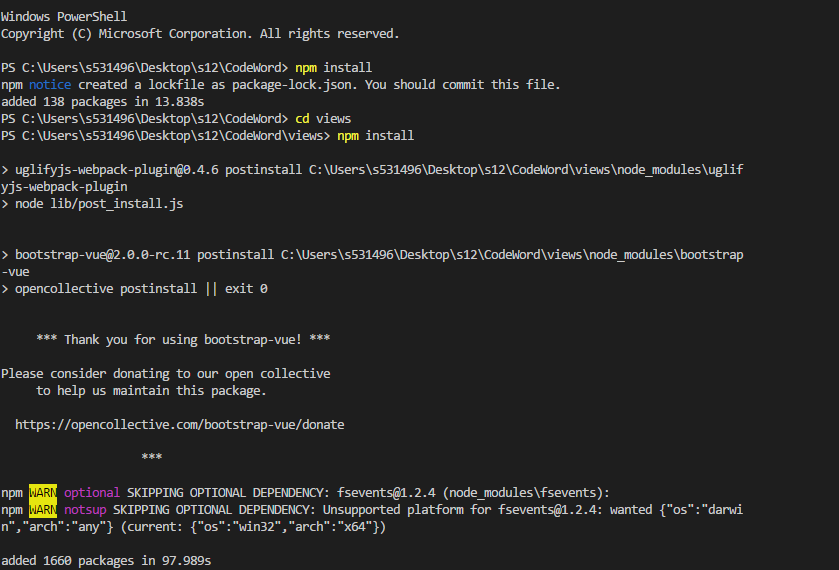 Windows PowerShell
Copyright (C) Microsoft Corporation. All rights reserved.
PS C:\Users\s531496\Desktop\s12\CodeWord> npm install
npm notice created a lockfile as package-lock.json. You should commit this file.
added 138 packages in 13.838s
PS C:\Users\s531496\Desktop\s12\CodeWord> cd views
PS C:\Users\s531496\Desktop\s12\CodeWord\views> npm install
> uglifyjs-webpack-plugin@0.4.6 postinstall C:\Users\s531496\Desktop\s12\CodeWord\views\node_modules\uglif
yjs-webpack-plugin
> node lib/post_install.js
> bootstrap-vue@2.0.0-rc.11 postinstall C:\Users\s531496\Desktop\s12\CodeWord\views\node_modules\bootstrap
-vue
> opencollective postinstall || exit 0
*** Thank you for using bootstrap-vue! ***
Please consider donating to our open collective
to help us maintain this package.
https://opencollective.com/bootstrap-vue/donate
***
npm WARN optional SKIPPING OPTIONAL DEPENDENCY: fsevents@1.2.4 (node_modules\fsevents):
npm WARN notsup SKIPPING OPTIONAL DEPENDENCY: Unsupported platform for fsevents@1.2.4: wanted {"os":"darwi
n","arch":"any"} (current: {"os":"win32","arch":"x64"})
added 1660 packages in 97.989s